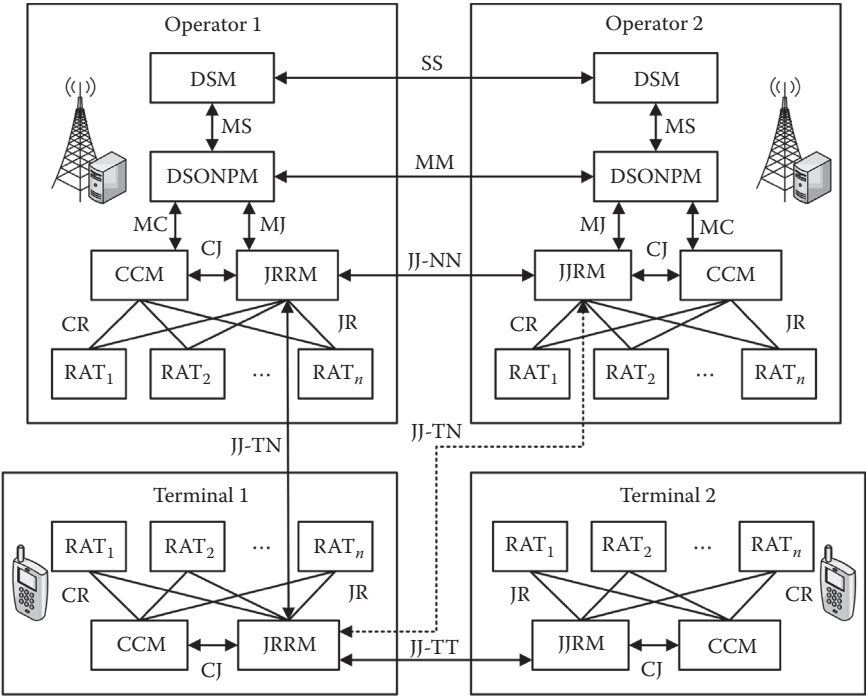 Operator 1
Operator 2
DSM
SS
DSM
MS
MS
DSONPM
MM
DSONPM
MC
MJ
MJ
MC
CCM
CJ
JRRM
JJ-NN
JJRM
CJ
CCM
CR
JR
CR
JR
RAT1
RAT2
...
RATn
RAT1
RAT2
...
RATn
JJ-TN
JJ-TN
Terminal 1
Terminal 2
RAT1
RAT2
...
RATn
RAT1
RAT2
...
RATn
CR
JR
JR
CR
CCM
CJ
JRRM
JJ-TT
JJRM
CJ
CCM